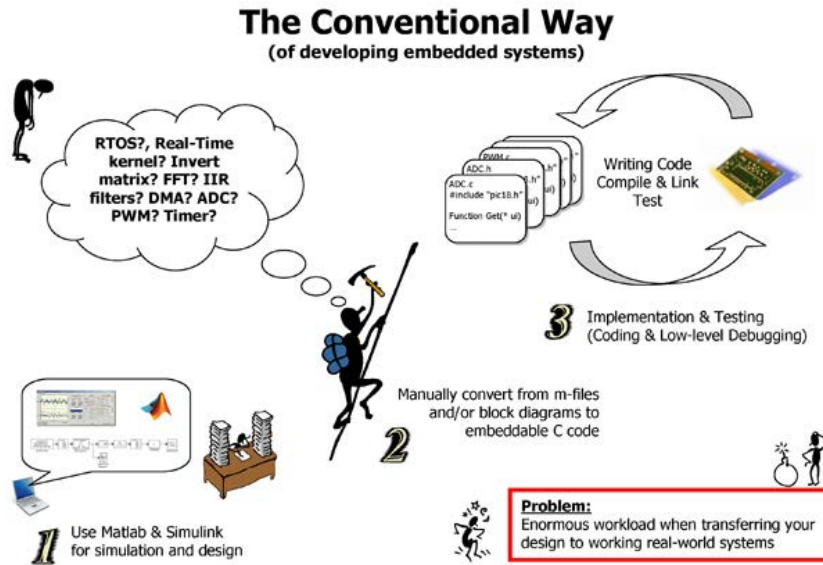 The Conventional Way
(of developing embedded systems)
RTOS?, Real-Time
kernel? Invert
matrix? FFT? IIR
filters? DMA? ADC?
PWM? Timer?
PWM.c
ADC.h
ADC.c
#include "pic18.h"
Function Get(* ui)
...
Writing Code
Compile & Link
Test
3
Implementation & Testing
(Coding & Low-level Debugging)
Manually convert from m-files
and/or block diagrams to
embeddable C code
2
1
Use Matlab & Simulink
for simulation and design
Problem:
Enormous workload when transferring your
design to working real-world systems